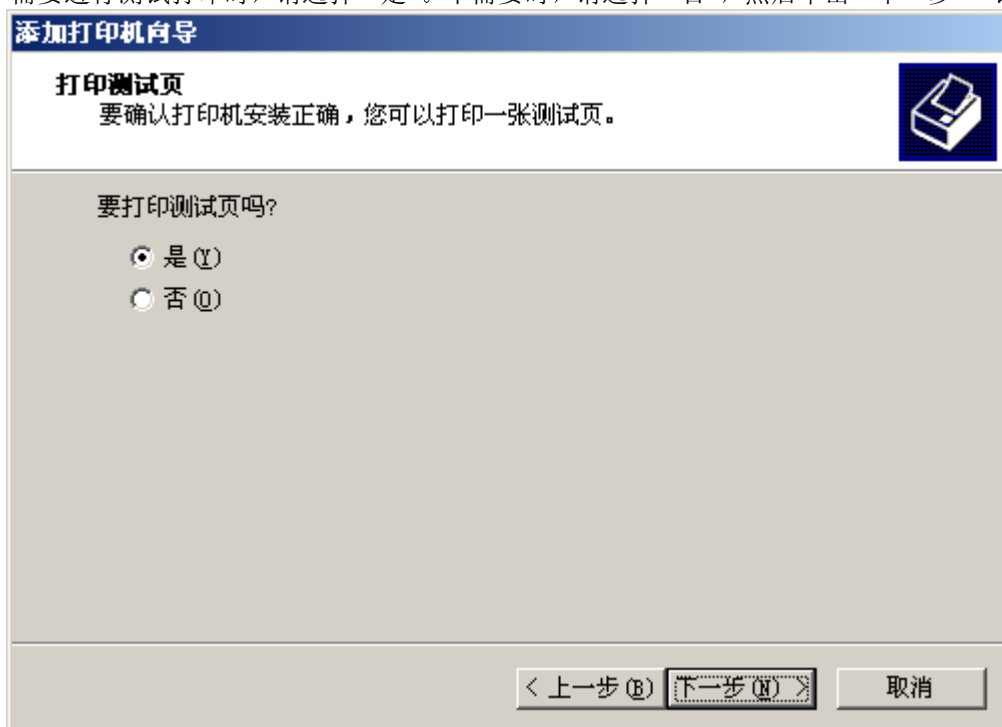 添加打印机向导
打印测试页
要确认打印机安装正确，您可以打印一张测试页。
要打印测试页吗?
是(Y)
否(O)
< 上一步(B)
下一步(N) >
取消